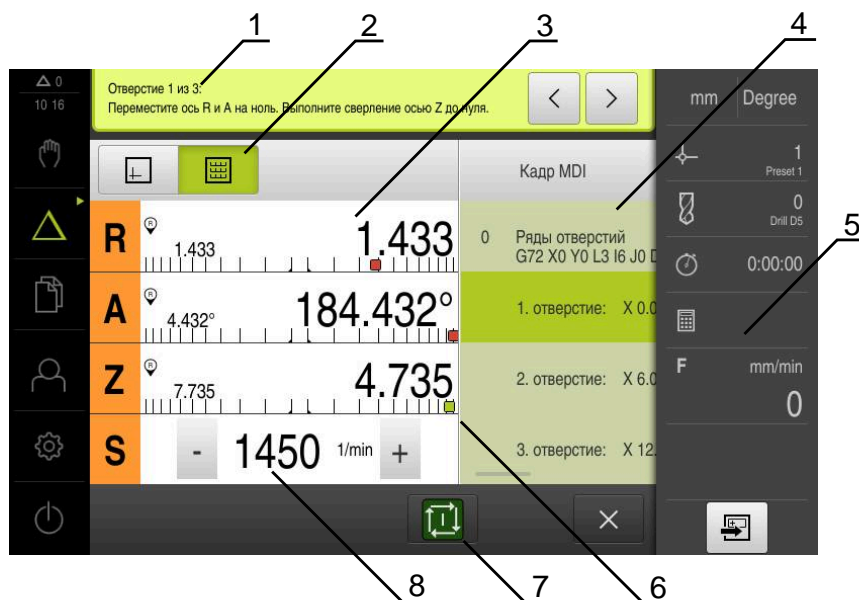 1
2
3
4
Δ 0
10 16
Отверстие 1 из 3:
Переместите ось R и A на ноль. Выполните сверление осью Z до нуля.
< >
mm Degree
Кадр MDI
1
Preset 1
0
Drill D5
5
R R 1.433 1.433
0 Ряды отверстий
G72 X0 Y0 L3 I6 J0 D
0:00:00
A R 4.432° 184.432°
1. отверстие: X 0.0
Z R 7.735 4.735
2. отверстие: X 6.0
F mm/min
0
S - 1450 1/min +
3. отверстие: X 12.
8
7
6